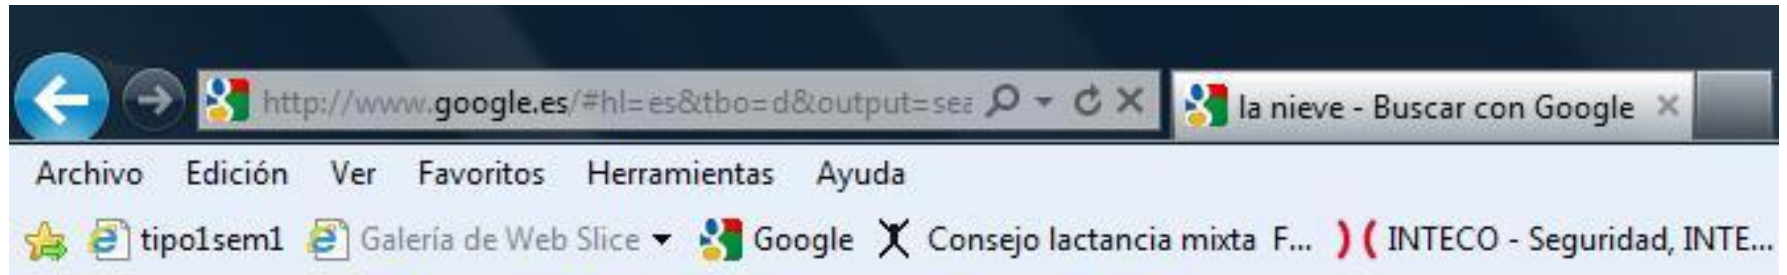 http://www.google.es/#hl=es&tbo=d&output=sea la nieve - Buscar con Google
Archivo Edición Ver Favoritos Herramientas Ayuda
tipo1sem1 Galería de Web Slice Google Consejo lactancia mixta F... INTECO - Seguridad, INTE...